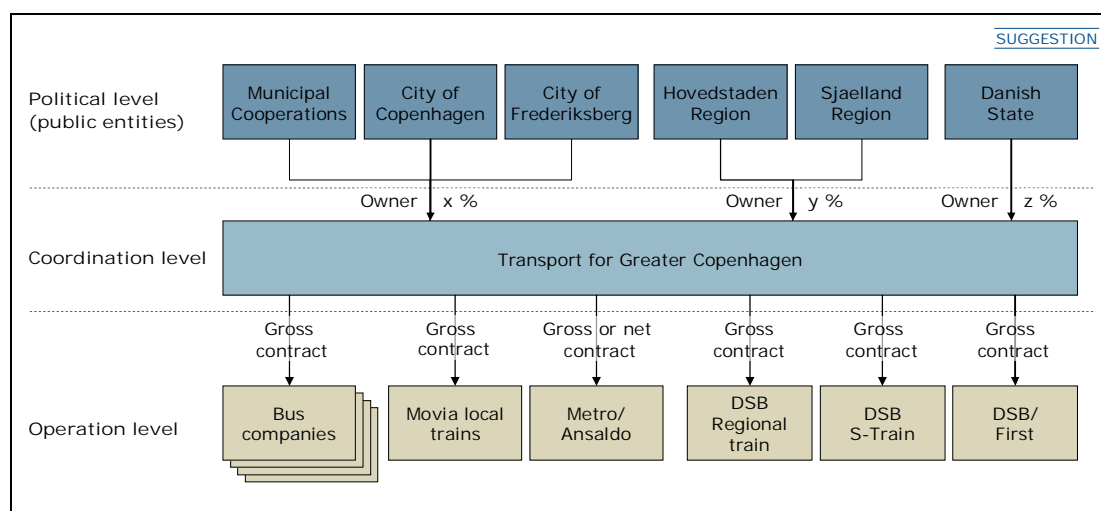 SUGGESTION
Political level
(public entities)
Municipal
Cooperations
City of
Copenhagen
City of
Frederiksberg
Hovedstaden
Region
Sjaelland
Region
Danish
State
Owner x %
Owner y %
Owner z %
Coordination level
Transport for Greater Copenhagen
Gross
contract
Gross
contract
Gross or net
contract
Gross
contract
Gross
contract
Gross
contract
Operation level
Bus
companies
Movia local
trains
Metro/
Ansaldo
DSB
Regional
train
DSB
S-Train
DSB/
First